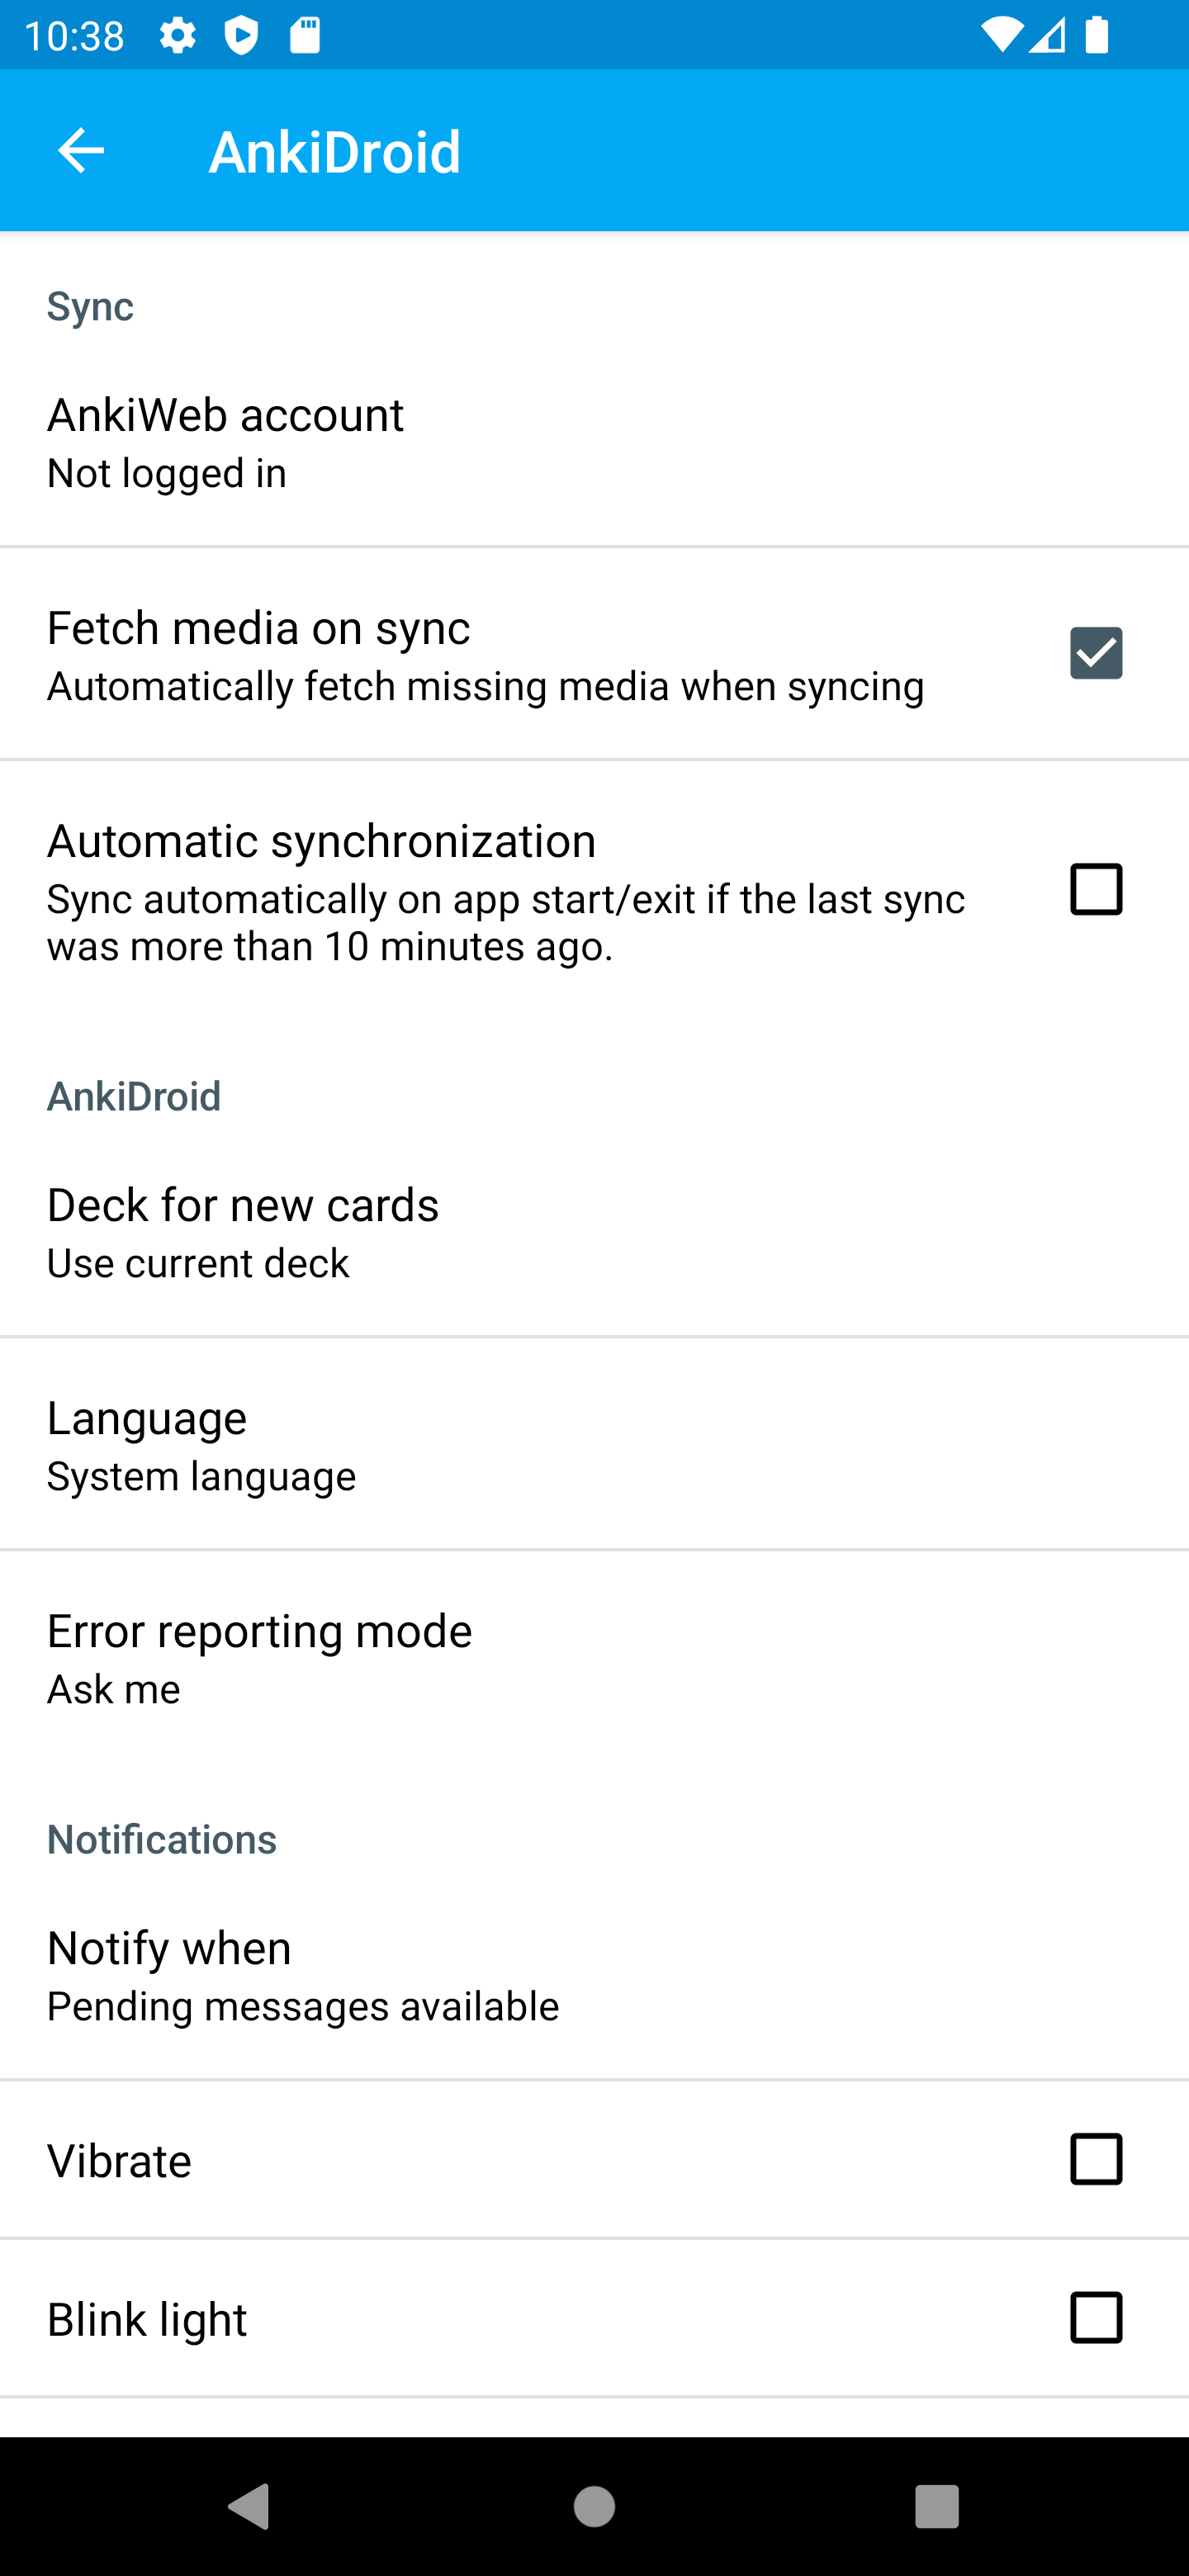 10:38
AnkiDroid
Sync
AnkiWeb account
Not logged in
Fetch media on sync
Automatically fetch missing media when syncing
Automatic synchronization
Sync automatically on app start/exit if the last sync
was more than 10 minutes ago.
AnkiDroid
Deck for new cards
Use current deck
Language
System language
Error reporting mode
Ask me
Notifications
Notify when
Pending messages available
Vibrate
Blink light